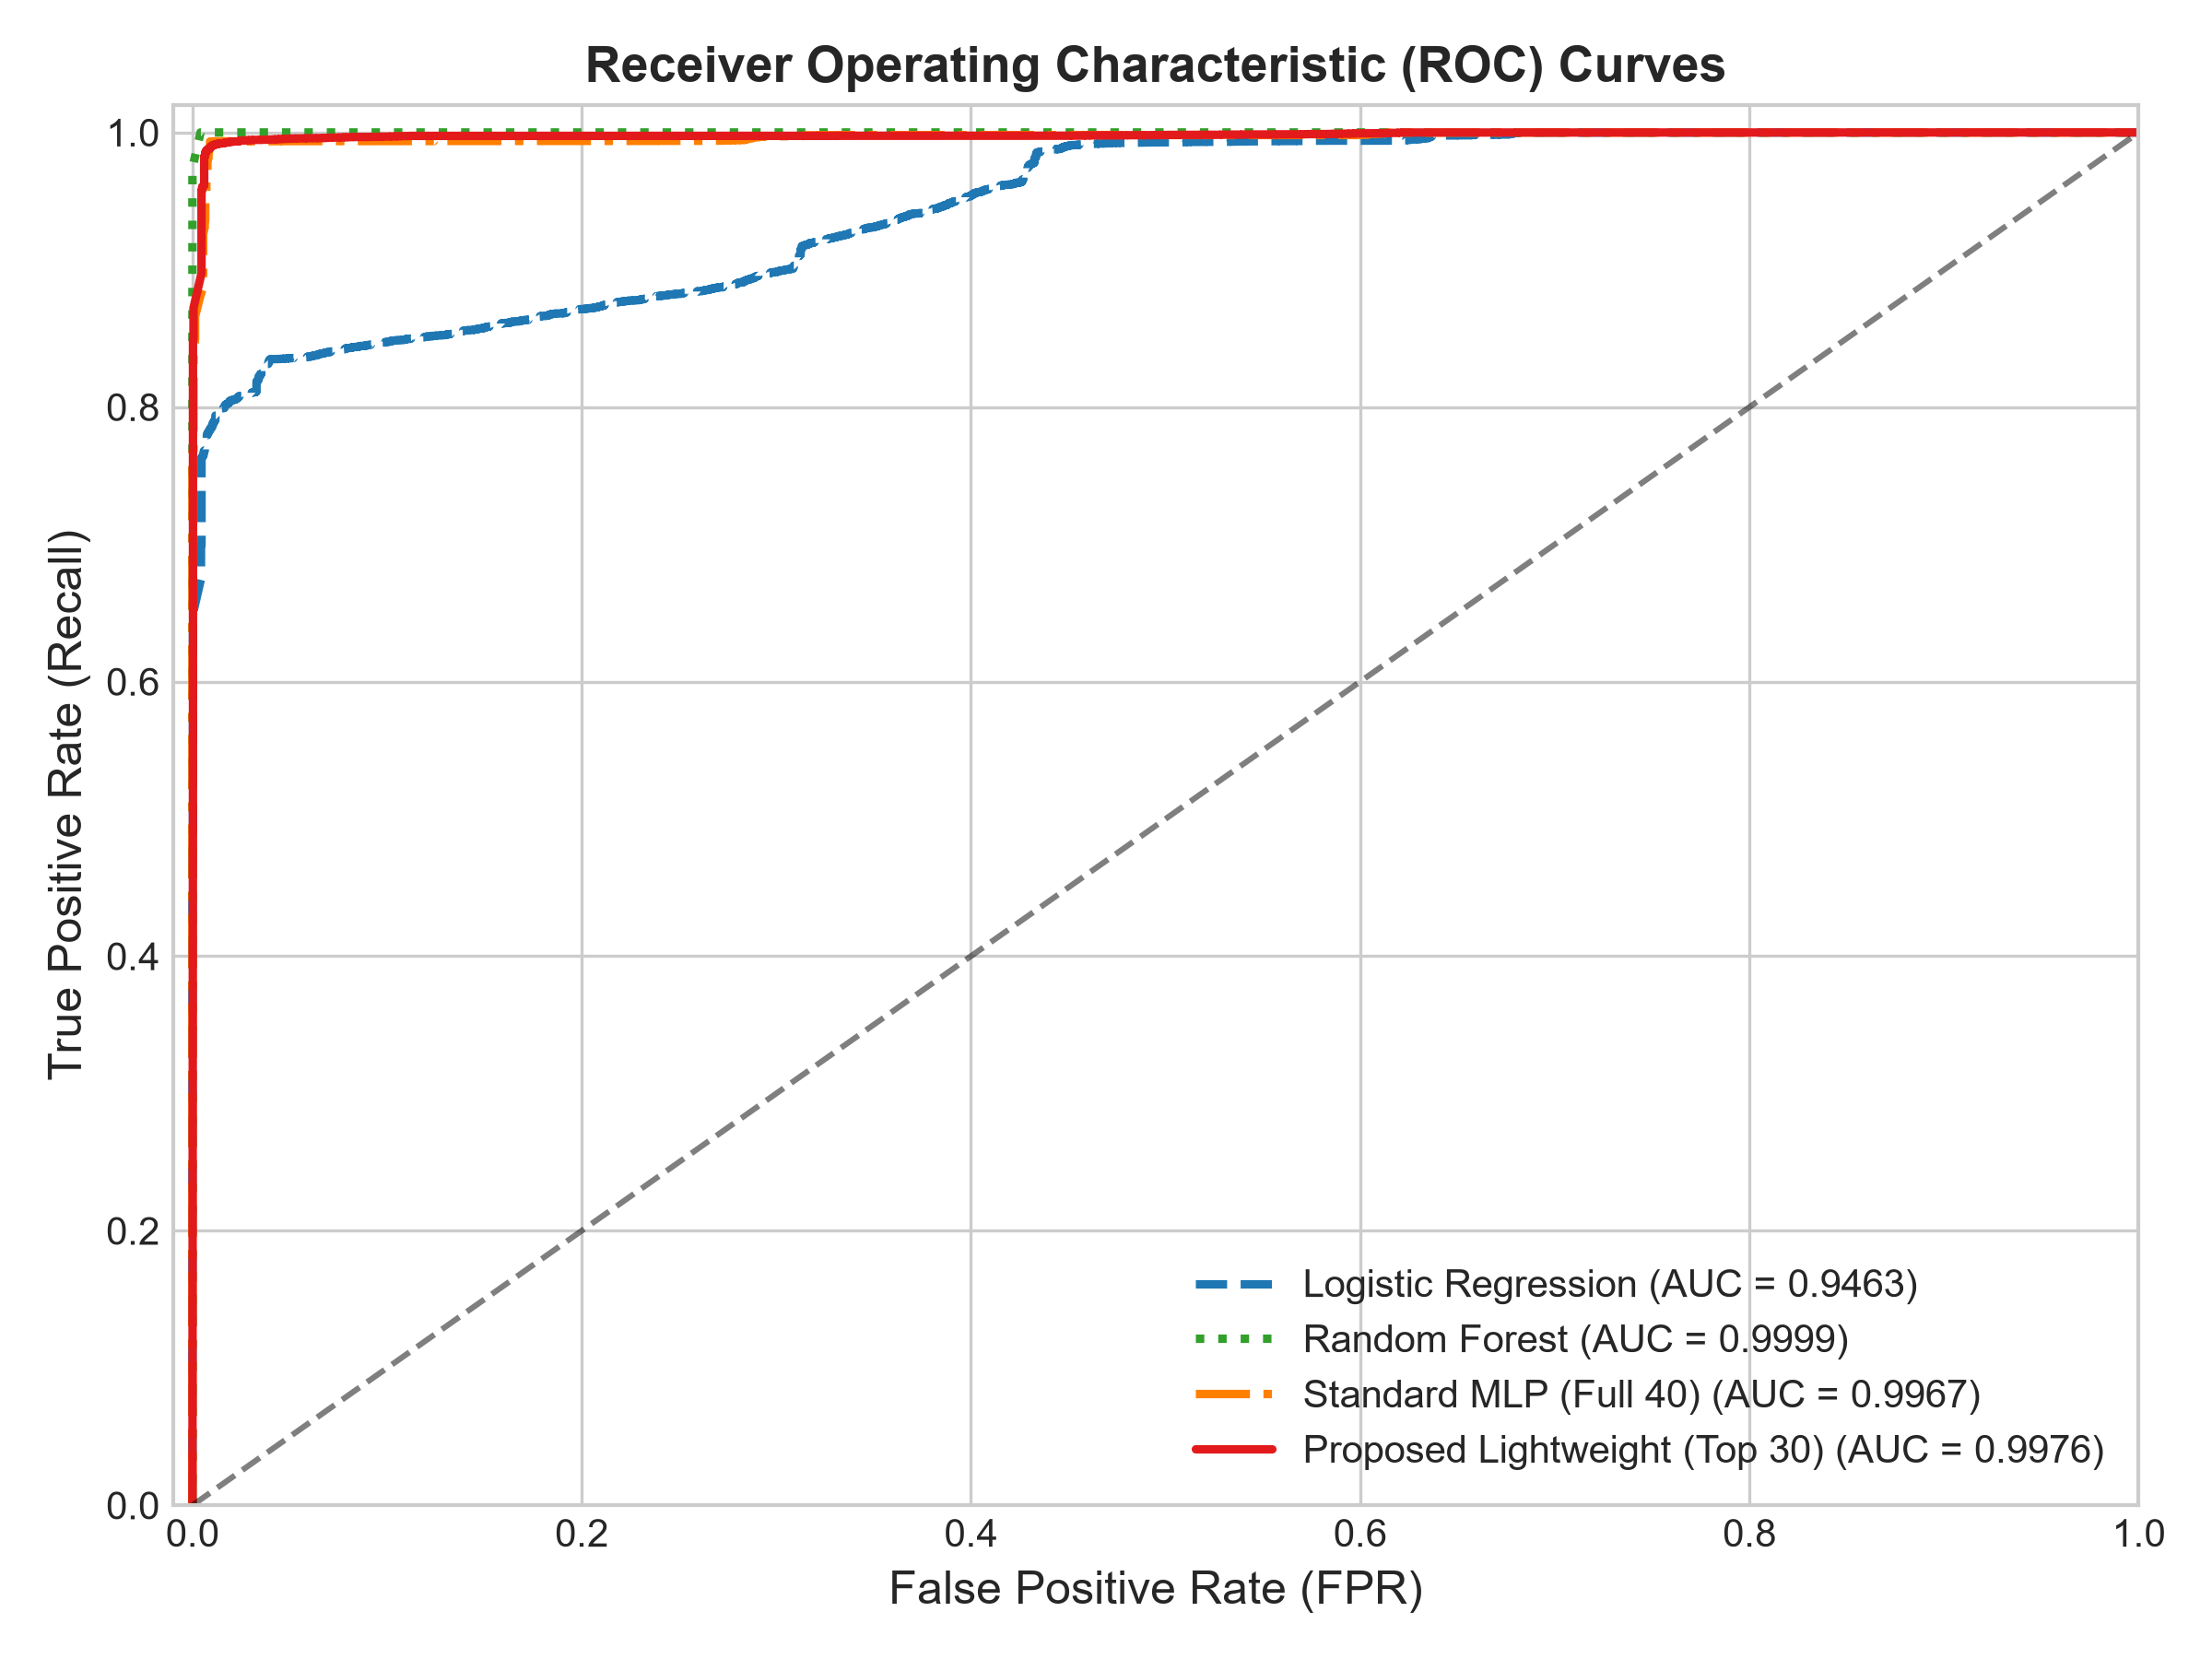 Receiver Operating Characteristic (ROC) Curves
True Positive Rate (Recall)
1.0
0.8
0.6
0.4
0.2
0.0
Logistic Regression (AUC = 0.9463)
Random Forest (AUC = 0.9999)
Standard MLP (Full 40) (AUC = 0.9967)
Proposed Lightweight (Top 30) (AUC = 0.9976)
0.0 0.2 0.4 0.6 0.8 1.0
False Positive Rate (FPR)